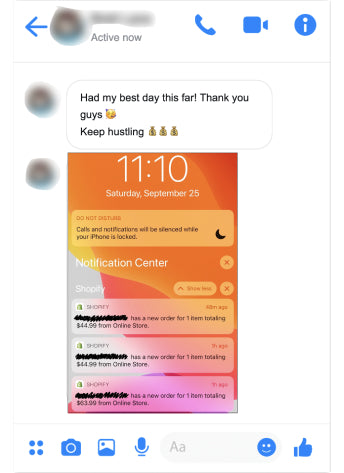 Active now
Had my best day this far! Thank you
guys 🥳
Keep hustling 💰💰💰
11:10
Saturday, September 25
DO NOT DISTURB
Calls and notifications will be silenced while
your iPhone is locked.
Notification Center
Shopify
Show less
SHOPIFY 48m ago
has a new order for 1 item totaling
$44.99 from Online Store.
SHOPIFY 1h ago
has a new order for 1 item totaling
$44.99 from Online Store.
SHOPIFY 1h ago
has a new order for 1 item totaling
$63.99 from Online Store.
Aa